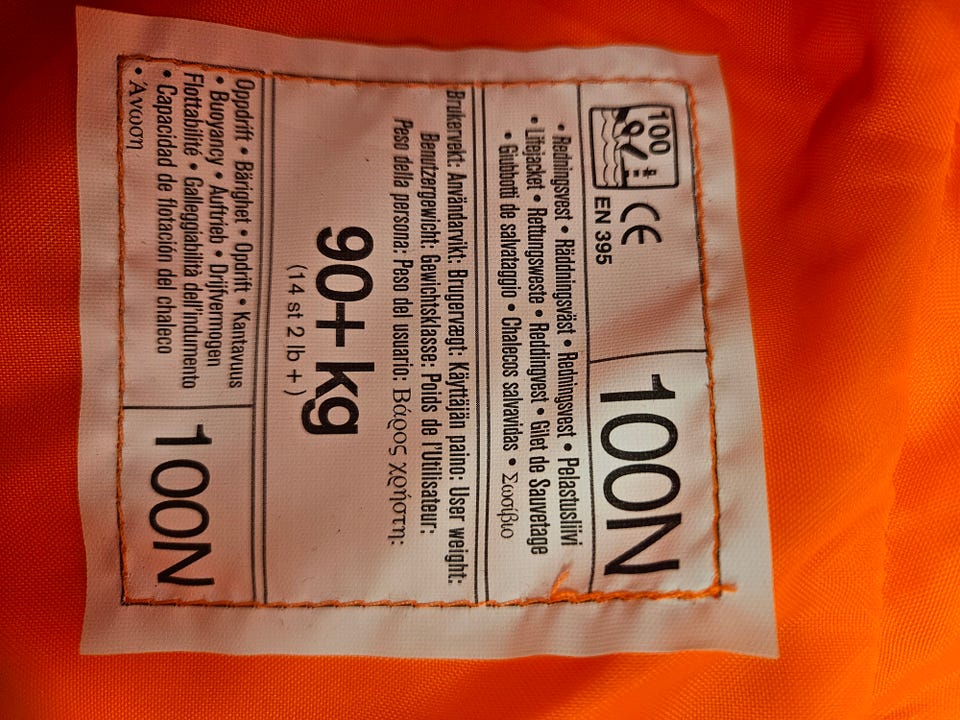 100
CE
EN 395
100N
• Redningsvest • Räddningsväst • Retningsvest • Pelastusliivi
• Lifejacket • Rettungsweste • Reddingvest • Gilet de Sauvetage
• Giubbotti de salvataggio • Chalecos salvavidas • Σωσίβιο
Brukervekt: Användarvikt: Brugervægt: Käyttäjän paino: User weight:
Benutzergewicht: Gewichtsklasse: Poids de l'Utilisateur:
Peso della persona: Peso del usuario: Βάρος χρήστη:
90+ kg
(14 st 2 lb + )
Oppdrift • Bärighet • Opdrift • Kantavuus
• Buoyancy • Auftrieb • Drijfvermogen
Flottabilité • Galleggiabilità dell'indumento
• Capacidad de flotación del chaleco
• Άνωση
100N